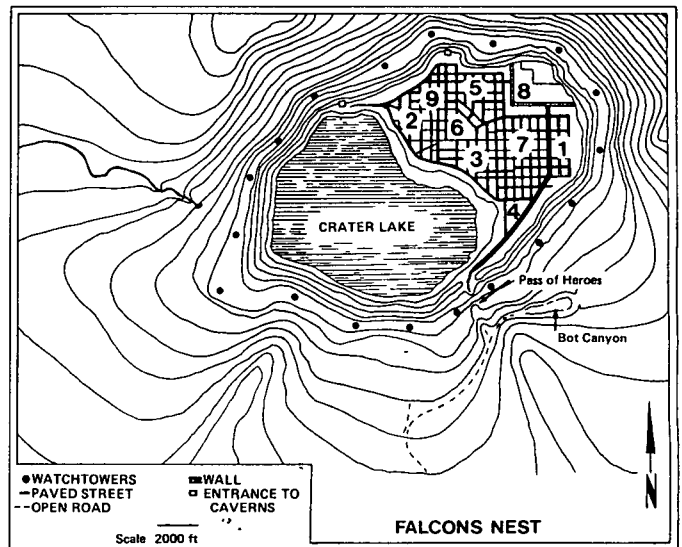 5
8
9
2
6
7
1
3
4
CRATER LAKE
Pass of Heroes
Bot Canyon
N
WATCHTOWERS
PAVED STREET
OPEN ROAD
WALL
ENTRANCE TO
CAVERNS
Scale 2000 ft
FALCONS NEST